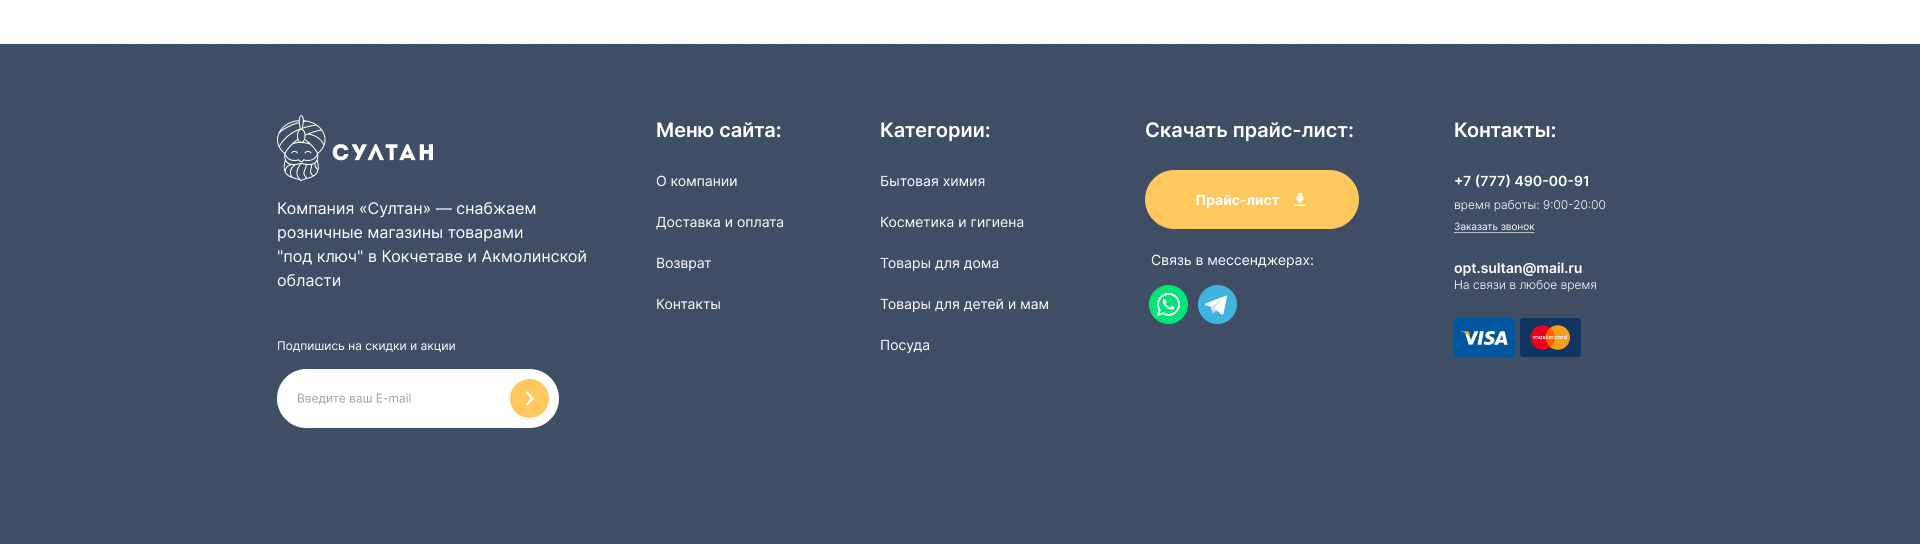 СУЛТАН
Компания «Султан» — снабжаем
розничные магазины товарами
"под ключ" в Кокчетаве и Акмолинской
области
Подпишись на скидки и акции
Введите ваш E-mail
Меню сайта:
О компании
Доставка и оплата
Возврат
Контакты
Категории:
Бытовая химия
Косметика и гигиена
Товары для дома
Товары для детей и мам
Посуда
Скачать прайс-лист:
Прайс-лист
Связь в мессенджерах:
Контакты:
+7 (777) 490-00-91
время работы: 9:00-20:00
Заказать звонок
opt.sultan@mail.ru
На связи в любое время
VISA
mastercard